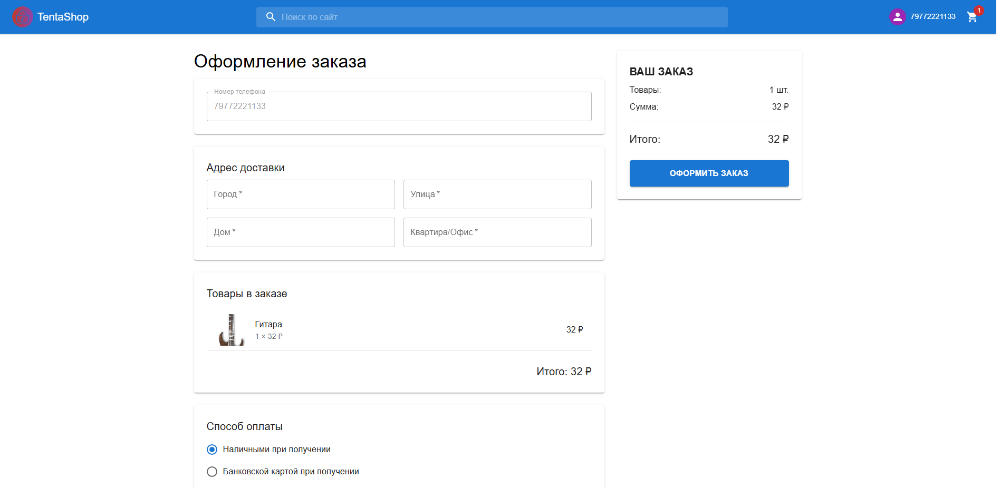 TentaShop
Поиск по сайт
79772221133
1
Оформление заказа
Номер телефона
79772221133
Адрес доставки
Город *
Улица *
Дом *
Квартира/Офис *
Товары в заказе
Гитара
1 × 32 ₽
32 ₽
Итого: 32 ₽
Способ оплаты
Наличными при получении
Банковской картой при получении
ВАШ ЗАКАЗ
Товары: 1 шт.
Сумма: 32 ₽
Итого: 32 ₽
ОФОРМИТЬ ЗАКАЗ